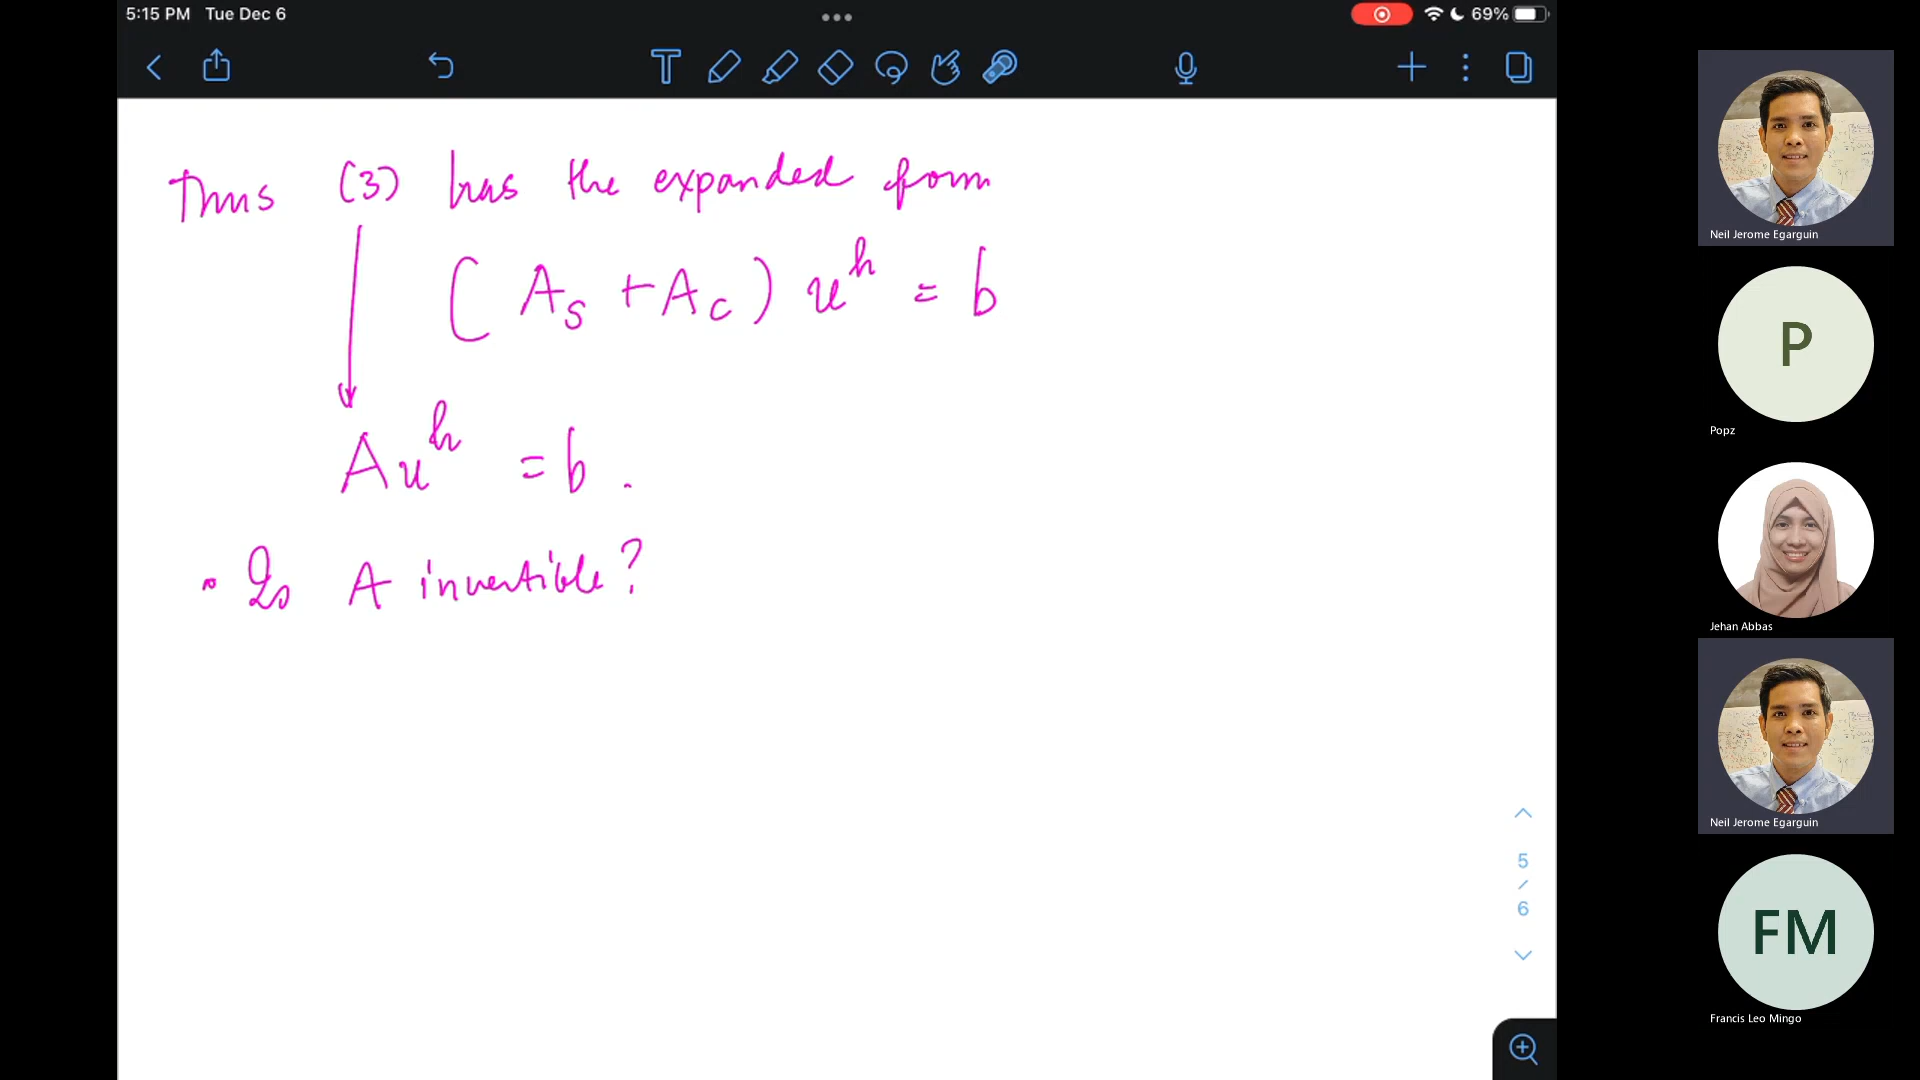 5:15 PM Tue Dec 6
69%
Thus (3) has the expanded form
(A_s + A_c) u^h = b
A u^h = b.
Is A invertible?
5
/
6
Neil Jerome Egarguin
P
Popz
Jehan Abbas
Neil Jerome Egarguin
FM
Francis Leo Mingo